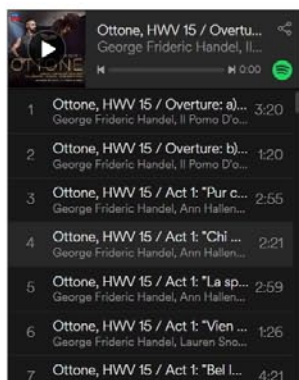 Ottone, HWV 15 / Overtu...
George Frideric Handel, Il...
OTTONE
0:00
1 Ottone, HWV 15 / Overture: a)... 3:20
George Frideric Handel, Il Pomo D'o...
2 Ottone, HWV 15 / Overture: b)... 1:20
George Frideric Handel, Il Pomo D'o...
3 Ottone, HWV 15 / Act 1: "Pur c... 2:55
George Frideric Handel, Ann Hallen...
4 Ottone, HWV 15 / Act 1: "Chi ... 2:21
George Frideric Handel, Ann Hallen...
5 Ottone, HWV 15 / Act 1: "La sp... 2:59
George Frideric Handel, Ann Hallen...
6 Ottone, HWV 15 / Act 1: "Vien ... 1:26
George Frideric Handel, Lauren Sno...
7 Ottone, HWV 15 / Act 1: "Bel l... 4:21